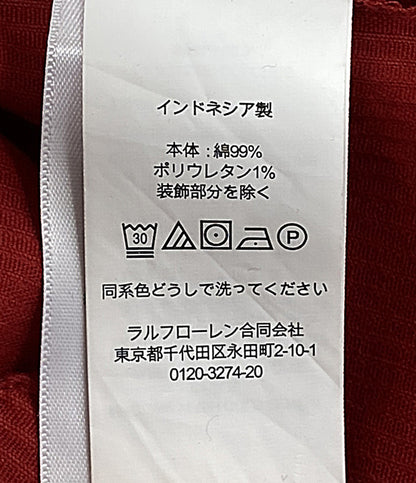 インドネシア製
本体：綿99%
ポリウレタン1%
装飾部分を除く
30 P
同系色どうしで洗ってください
ラルフローレン合同会社
東京都千代田区永田町2-10-1
0120-3274-20